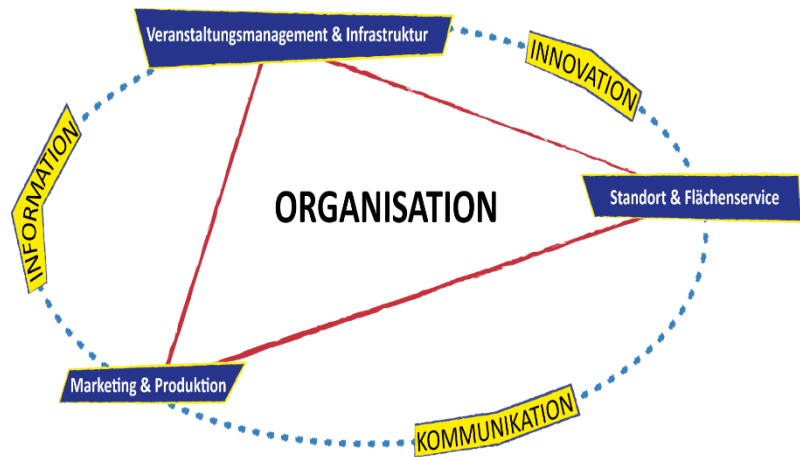 Veranstaltungsmanagement & Infrastruktur
INNOVATION
INFORMATION
Standort & Flächenservice
ORGANISATION
Marketing & Produktion
KOMMUNIKATION